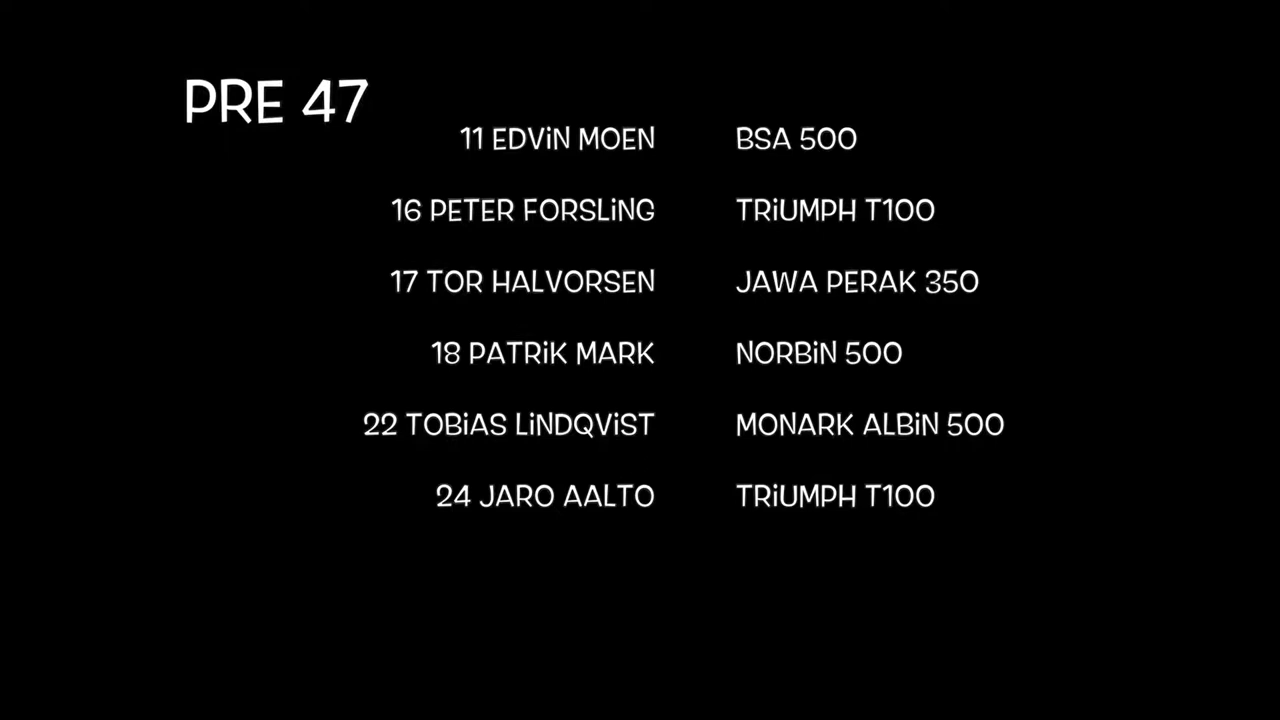 PRE 47
11 EDViN MOEN BSA 500
16 PETER FORSLiNG TRiUMPH T100
17 TOR HALVORSEN JAWA PERAK 350
18 PATRiK MARK NORBiN 500
22 TOBiAS LiNDQViST MONARK ALBiN 500
24 JARO AALTO TRiUMPH T100